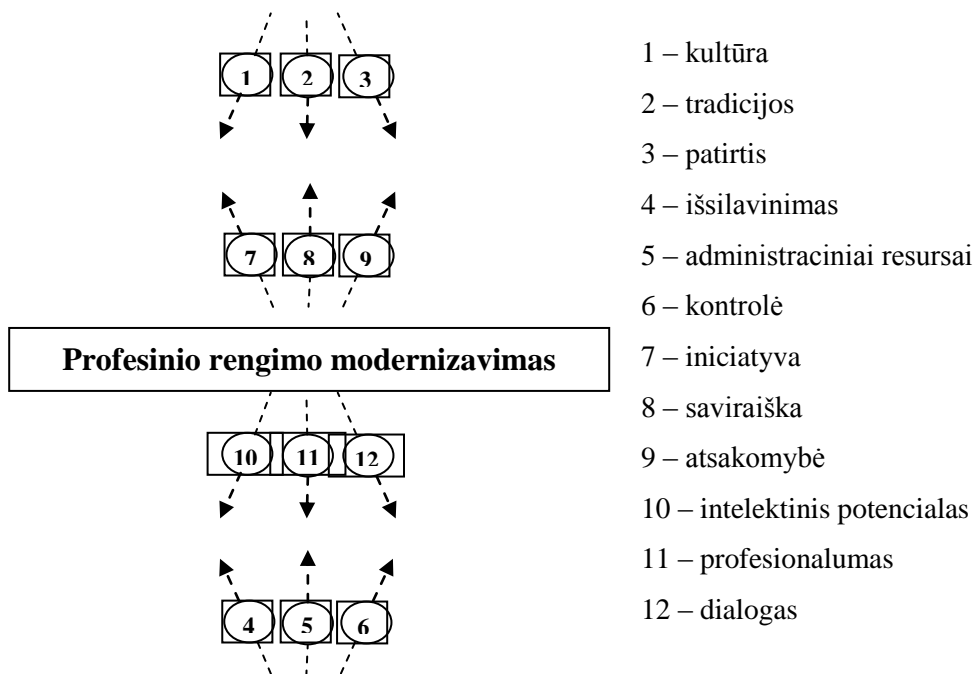 1 2 3
7 8 9
Profesinio rengimo modernizavimas
10 11 12
4 5 6
1 – kultūra
2 – tradicijos
3 – patirtis
4 – išsilavinimas
5 – administraciniai resursai
6 – kontrolė
7 – iniciatyva
8 – saviraiška
9 – atsakomybė
10 – intelektinis potencialas
11 – profesionalumas
12 – dialogas